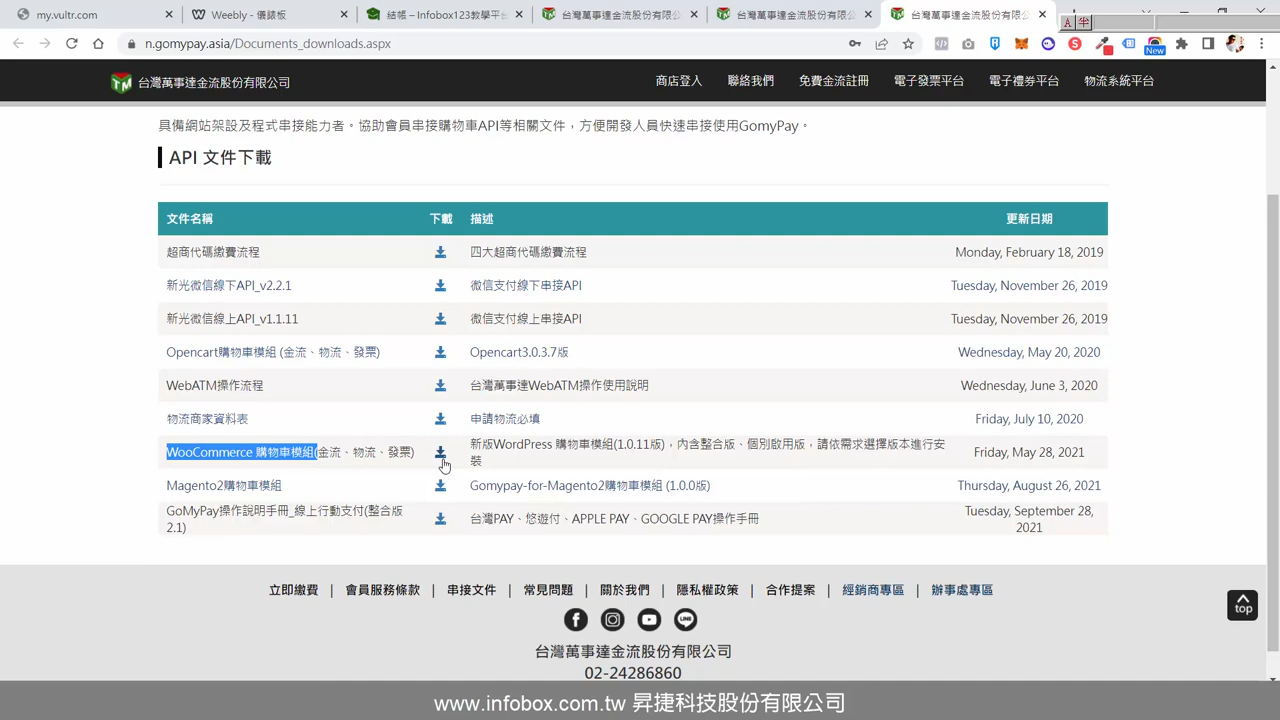 my.vultr.com
Weebly - 儀錶板
結帳 – Infobox123教學平台
台灣萬事達金流股份有限公
台灣萬事達金流股份有限公
台灣萬事達金流股份有限公
A 半
n.gomypay.asia/Documents_downloads.aspx
New
TM 台灣萬事達金流股份有限公司
商店登入 聯絡我們 免費金流註冊 電子發票平台 電子禮券平台 物流系統平台
具備網站架設及程式串接能力者。協助會員串接購物車API等相關文件，方便開發人員快速串接使用GomyPay。
API 文件下載
文件名稱 下載 描述 更新日期
超商代碼繳費流程 四大超商代碼繳費流程 Monday, February 18, 2019
新光微信線下API_v2.2.1 微信支付線下串接API Tuesday, November 26, 2019
新光微信線上API_v1.1.11 微信支付線上串接API Tuesday, November 26, 2019
Opencart購物車模組 (金流、物流、發票) Opencart3.0.3.7版 Wednesday, May 20, 2020
WebATM操作流程 台灣萬事達WebATM操作使用說明 Wednesday, June 3, 2020
物流商家資料表 申請物流必填 Friday, July 10, 2020
WooCommerce 購物車模組(金流、物流、發票) 新版WordPress 購物車模組(1.0.11版)，內含整合版、個別啟用版，請依需求選擇版本進行安 Friday, May 28, 2021
裝
Magento2購物車模組 Gomypay-for-Magento2購物車模組 (1.0.0版) Thursday, August 26, 2021
GoMyPay操作說明手冊_線上行動支付(整合版 台灣PAY、悠遊付、APPLE PAY、GOOGLE PAY操作手冊 Tuesday, September 28,
2.1) 2021
立即繳費 | 會員服務條款 | 串接文件 | 常見問題 | 關於我們 | 隱私權政策 | 合作提案 | 經銷商專區 | 辦事處專區
LINE
top
台灣萬事達金流股份有限公司
02-24286860
www.infobox.com.tw 昇捷科技股份有限公司